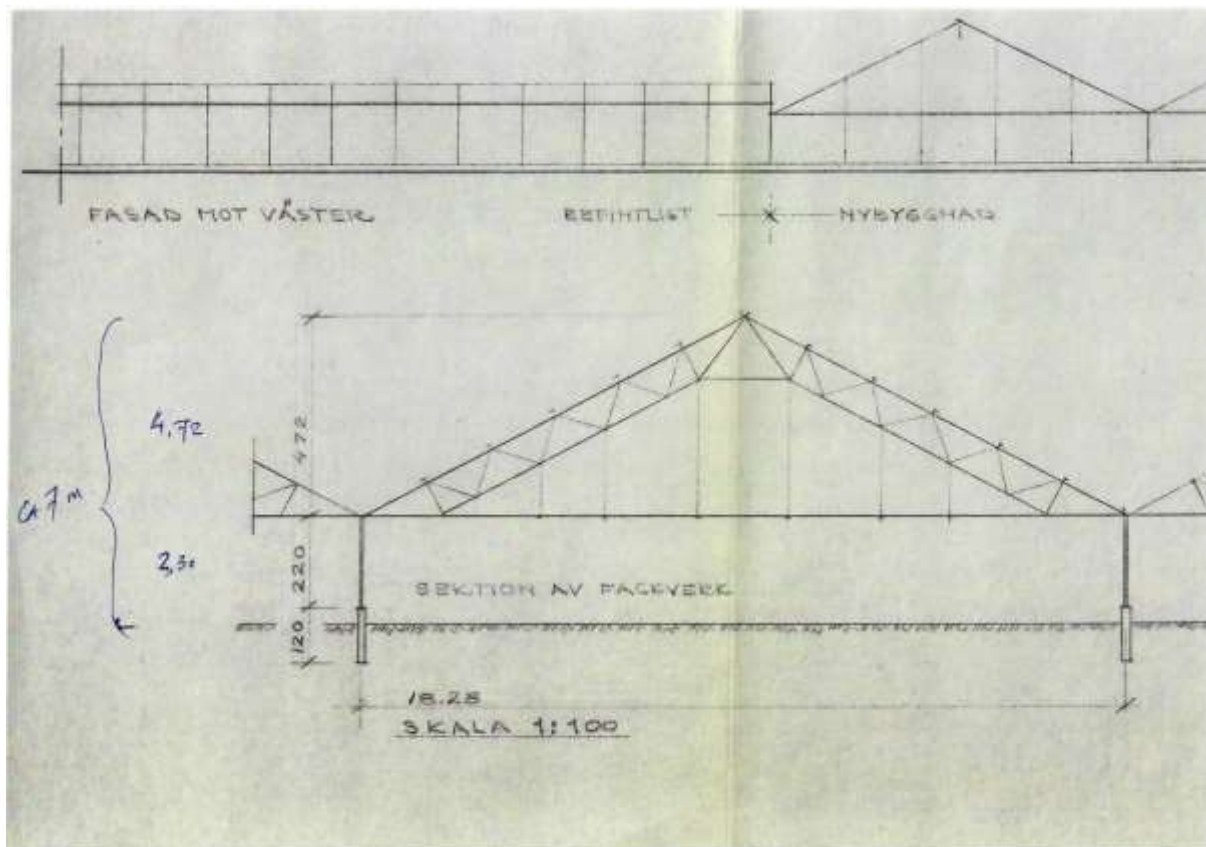 FASAD MOT VÄSTER
BEFINTLIGT
NYBYGGNAD
472
4,72
ca 7 m
2,30
220
SEKTION AV FACKVERK
120
18.28
SKALA 1:100